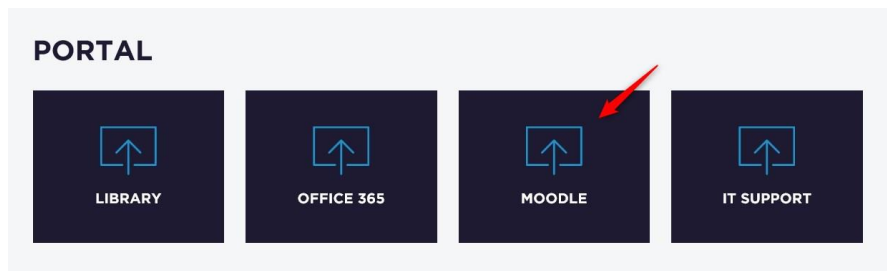 PORTAL
LIBRARY
OFFICE 365
MOODLE
IT SUPPORT